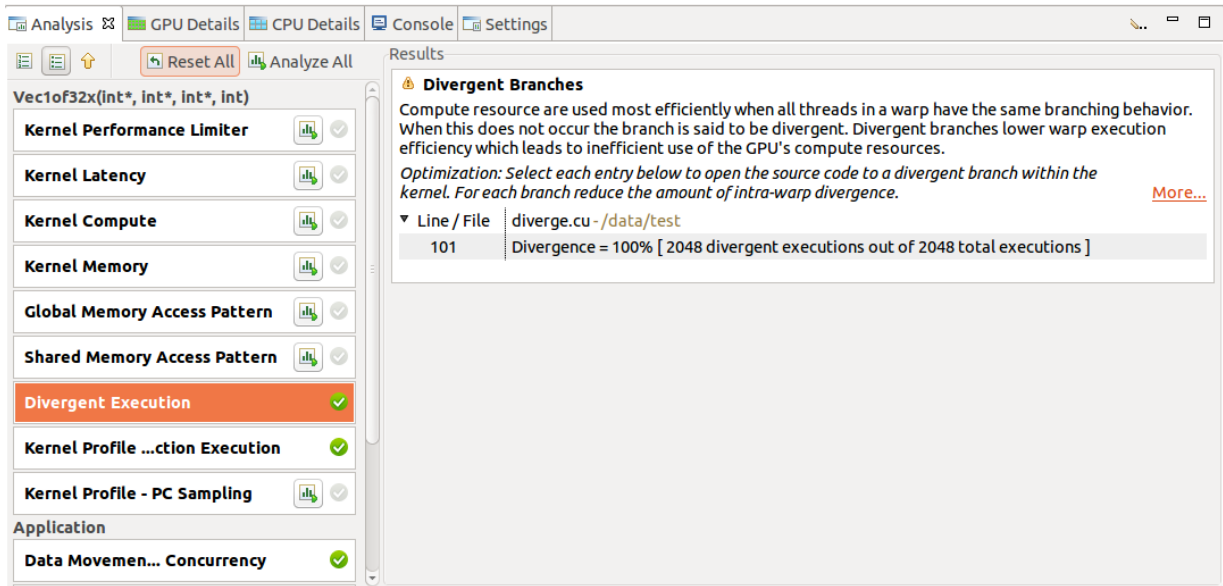 Analysis GPU Details CPU Details Console Settings
Reset All Analyze All
Vec1of32x(int*, int*, int*, int)
Kernel Performance Limiter
Kernel Latency
Kernel Compute
Kernel Memory
Global Memory Access Pattern
Shared Memory Access Pattern
Divergent Execution
Kernel Profile ...ction Execution
Kernel Profile - PC Sampling
Application
Data Movemen... Concurrency
Results
Divergent Branches
Compute resource are used most efficiently when all threads in a warp have the same branching behavior.
When this does not occur the branch is said to be divergent. Divergent branches lower warp execution
efficiency which leads to inefficient use of the GPU's compute resources.
Optimization: Select each entry below to open the source code to a divergent branch within the
kernel. For each branch reduce the amount of intra-warp divergence. More...
Line / File diverge.cu - /data/test
101 Divergence = 100% [ 2048 divergent executions out of 2048 total executions ]